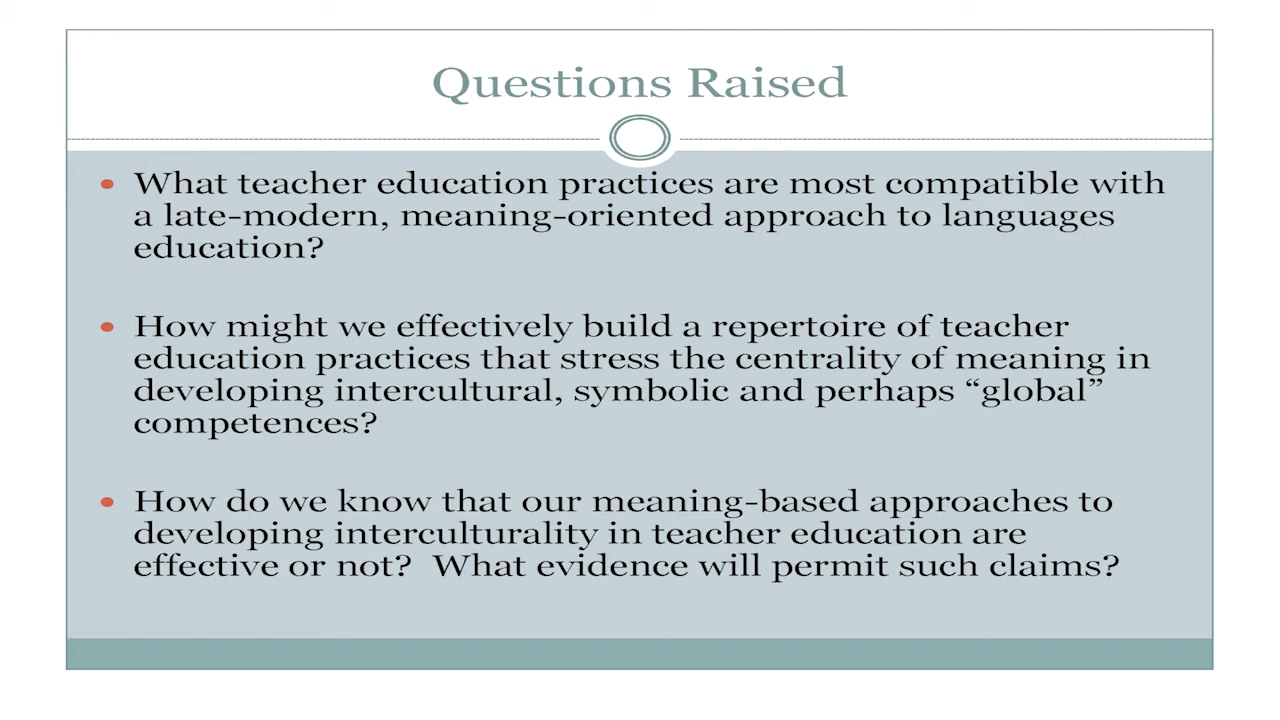 Questions Raised
• What teacher education practices are most compatible with
a late-modern, meaning-oriented approach to languages
education?
• How might we effectively build a repertoire of teacher
education practices that stress the centrality of meaning in
developing intercultural, symbolic and perhaps “global”
competences?
• How do we know that our meaning-based approaches to
developing interculturality in teacher education are
effective or not?  What evidence will permit such claims?